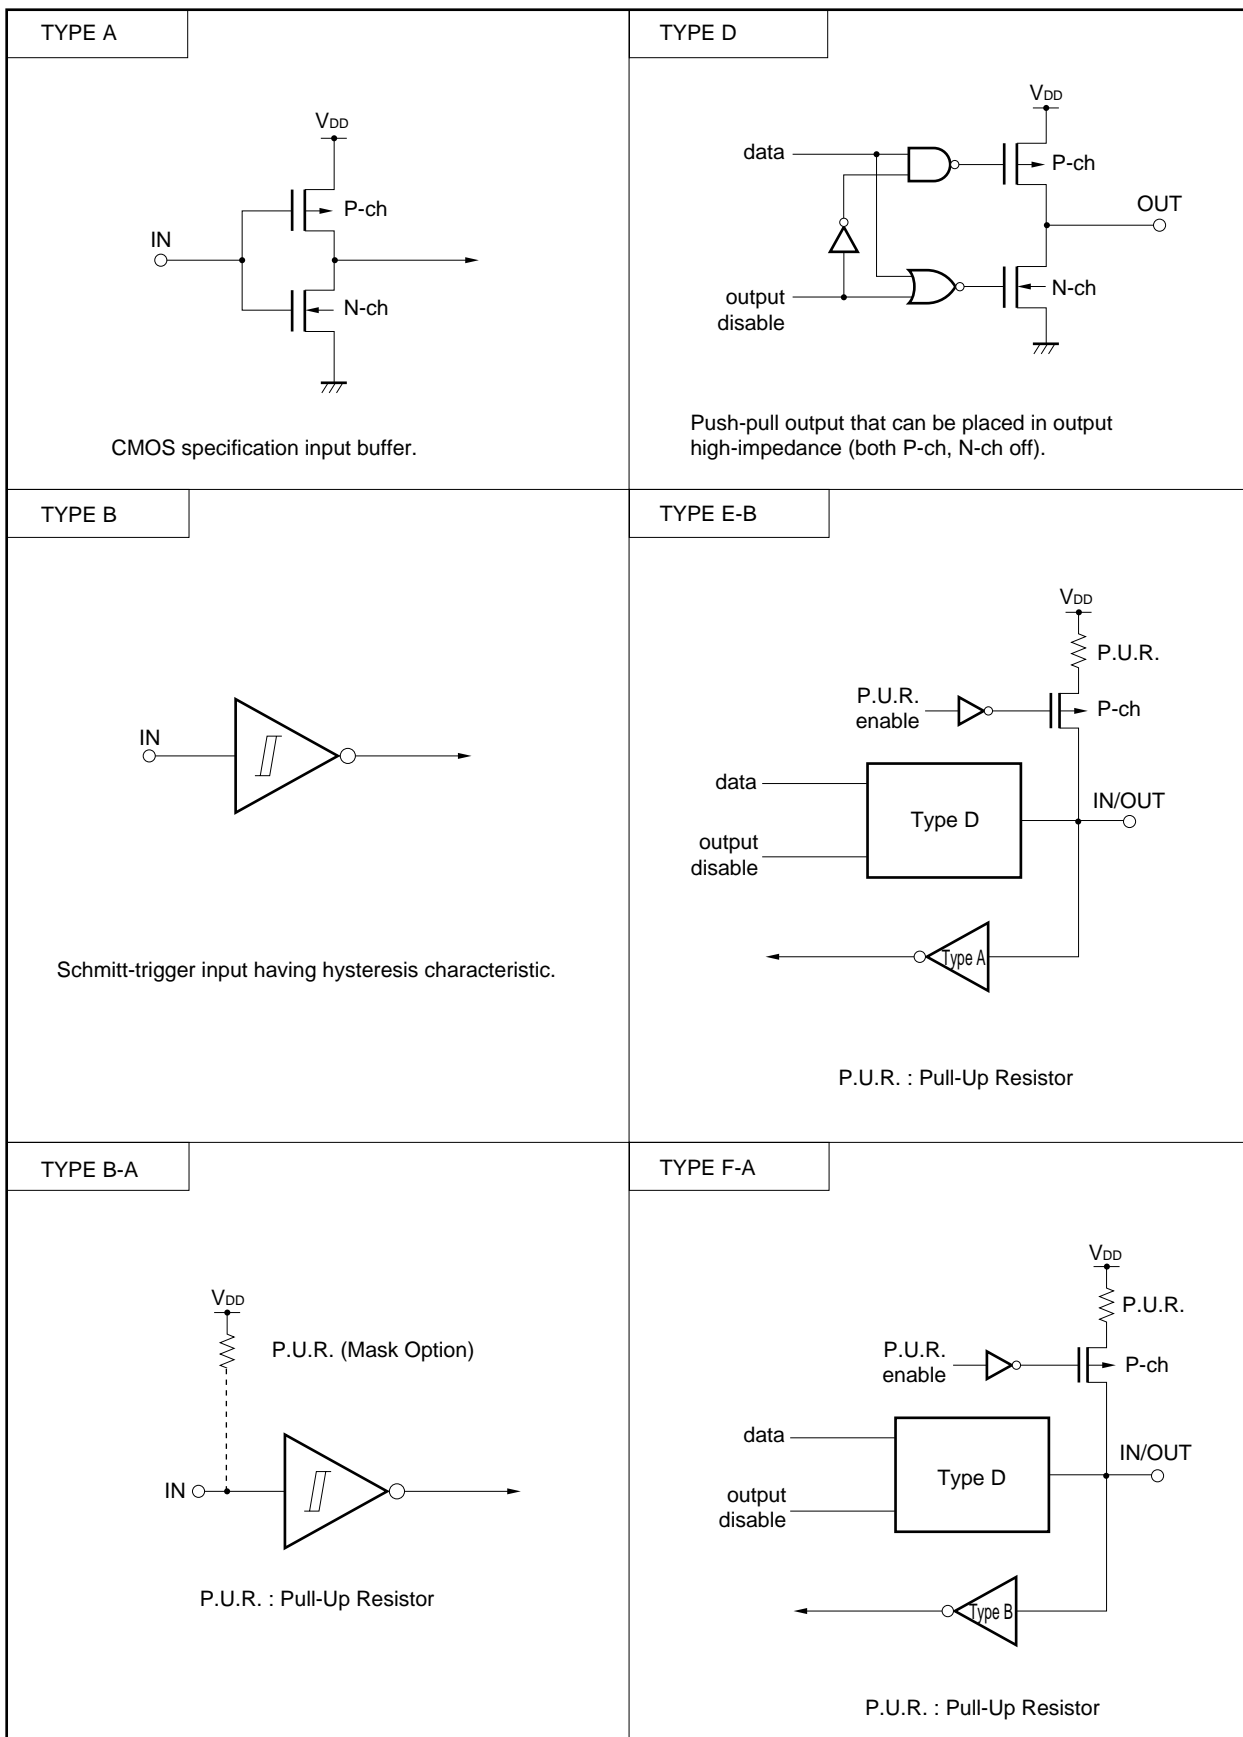 TYPE A
VDD
P-ch
IN
N-ch
CMOS specification input buffer.
TYPE D
VDD
data
P-ch
OUT
output
disable
N-ch
Push-pull output that can be placed in output
high-impedance (both P-ch, N-ch off).
TYPE B
IN
Schmitt-trigger input having hysteresis characteristic.
TYPE E-B
VDD
P.U.R.
P.U.R.
enable
P-ch
data
IN/OUT
Type D
output
disable
Type A
P.U.R. : Pull-Up Resistor
TYPE B-A
VDD
P.U.R. (Mask Option)
IN
P.U.R. : Pull-Up Resistor
TYPE F-A
VDD
P.U.R.
P.U.R.
enable
P-ch
data
IN/OUT
Type D
output
disable
Type B
P.U.R. : Pull-Up Resistor